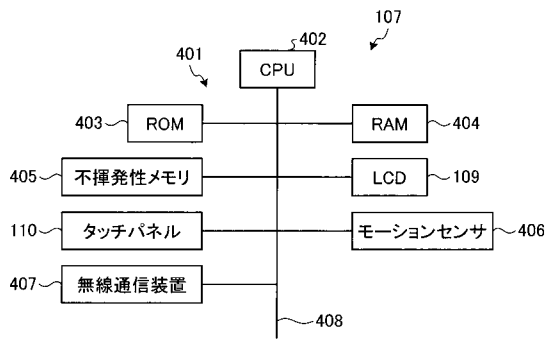 107
402
401
CPU
403
ROM
RAM
404
405
不揮発性メモリ
LCD
109
110
タッチパネル
モーションセンサ
406
407
無線通信装置
408